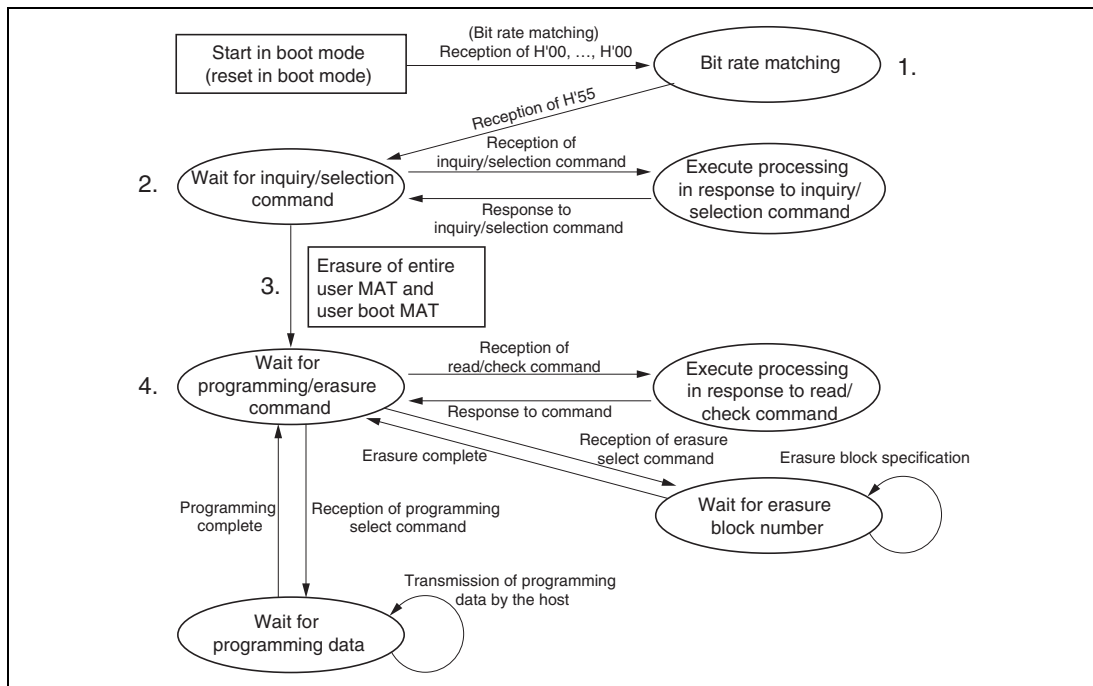 Start in boot mode
(reset in boot mode)
(Bit rate matching)
Reception of H'00, …, H'00
Bit rate matching
1.
Reception of H'55
2.
Wait for inquiry/selection
command
Reception of
inquiry/selection command
Response to
inquiry/selection command
Execute processing
in response to inquiry/
selection command
3.
Erasure of entire
user MAT and
user boot MAT
4.
Wait for
programming/erasure
command
Reception of
read/check command
Response to command
Execute processing
in response to read/
check command
Erasure complete
Reception of erasure
select command
Erasure block specification
Wait for erasure
block number
Programming
complete
Reception of programming
select command
Transmission of programming
data by the host
Wait for
programming data